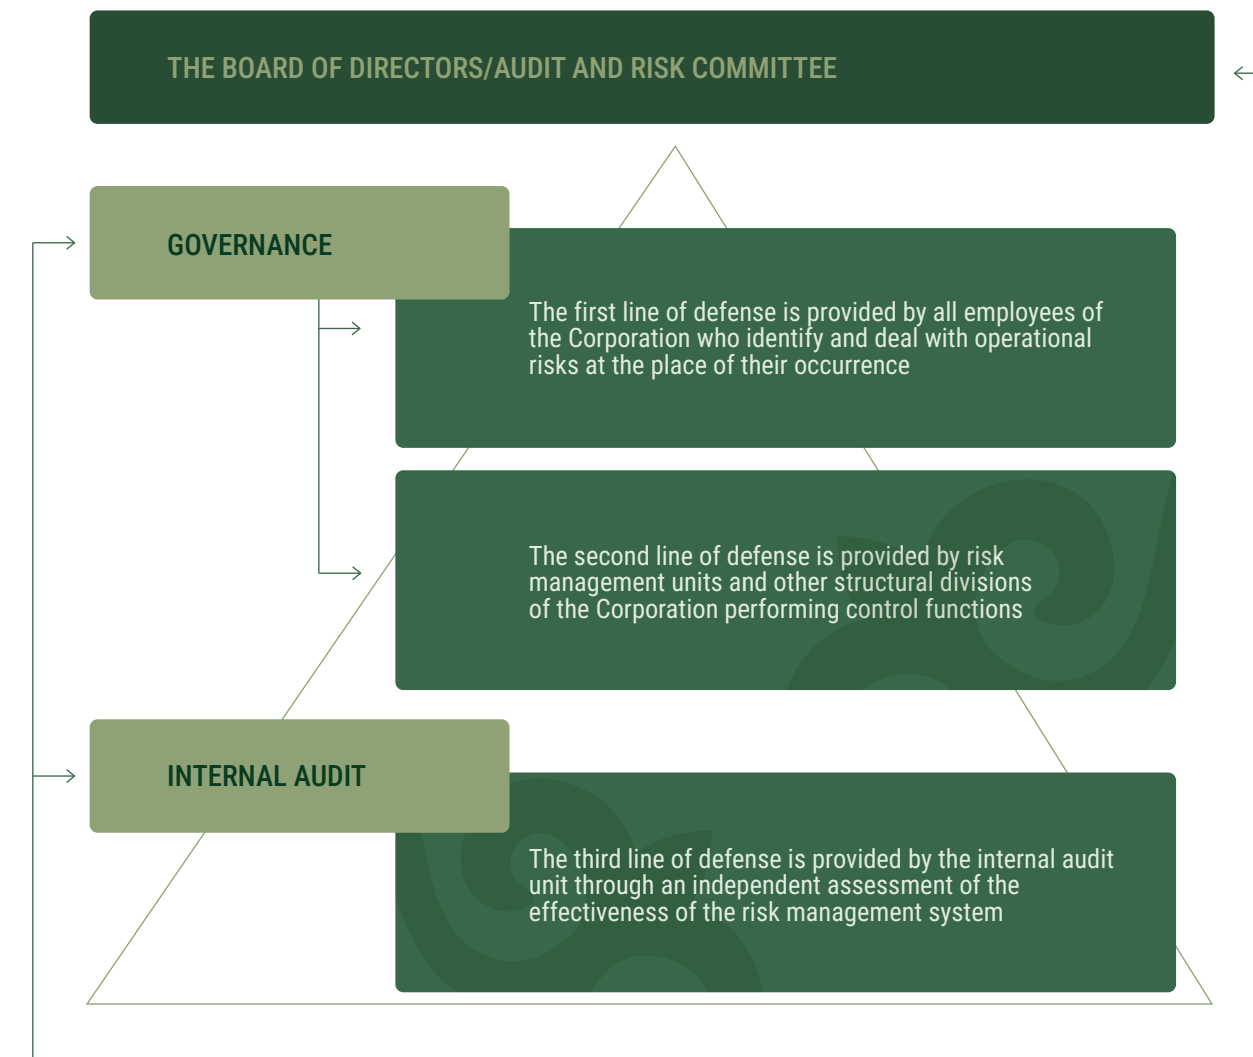 THE BOARD OF DIRECTORS/AUDIT AND RISK COMMITTEE
GOVERNANCE
The first line of defense is provided by all employees of
the Corporation who identify and deal with operational
risks at the place of their occurrence
The second line of defense is provided by risk
management units and other structural divisions
of the Corporation performing control functions
INTERNAL AUDIT
The third line of defense is provided by the internal audit
unit through an independent assessment of the
effectiveness of the risk management system